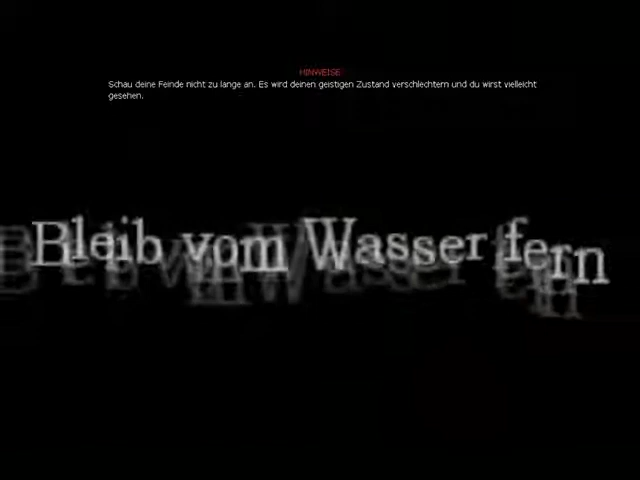 HINWEISE:
Schau deine Feinde nicht zu lange an. Es wird deinen geistigen Zustand verschlechtern und du wirst vielleicht
gesehen.
Bleib vom Wasser fern